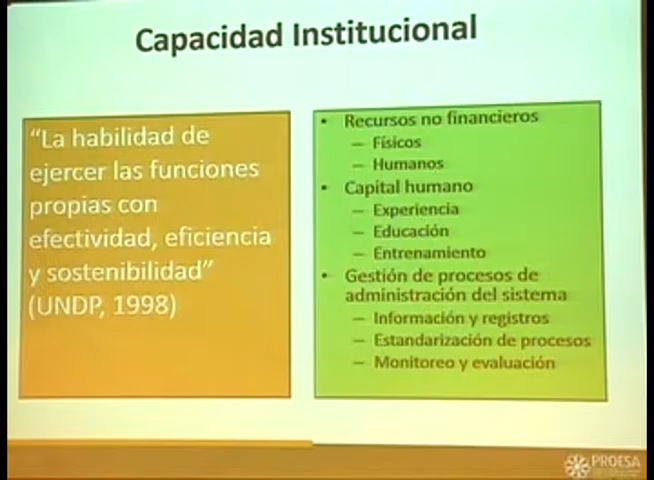 Capacidad Institucional
“La habilidad de
ejercer las funciones
propias con
efectividad, eficiencia
y sostenibilidad”
(UNDP, 1998)
• Recursos no financieros
– Físicos
– Humanos
• Capital humano
– Experiencia
– Educación
– Entrenamiento
• Gestión de procesos de
administración del sistema
– Información y registros
– Estandarización de procesos
– Monitoreo y evaluación
PROESA